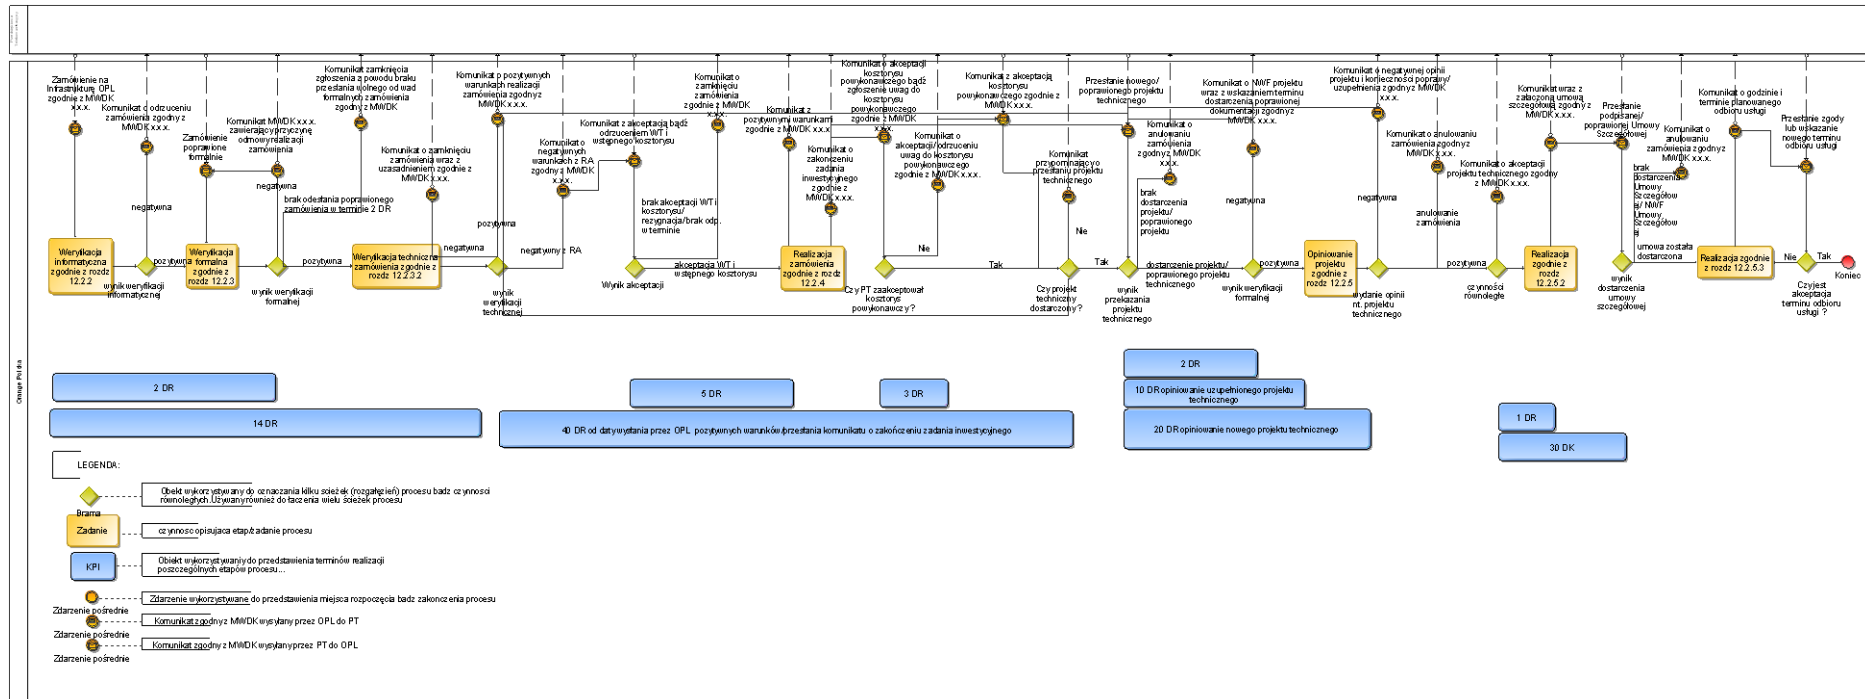 Zamówienie na
Infrastrukturę OPL
zgodnie z MWDK
x.x.x.
Komunikat o odrzuceniu
zamówienia zgodny z
MWDK x.x.x.
Zamówienie
poprawione
formalnie
Komunikat MWDK x.x.x.
zawierający przyczynę
odmowy realizacji
zamówienia
Komunikat zamknięcia
zgłoszenia z powodu braku
przesłania wolnego od wad
formalnych zamówienia
zgodny z MWDK
Komunikat o zamknięciu
zamówienia wraz z
uzasadnieniem zgodnie z
MWDK x.x.x.
Komunikat o pozytywnych
warunkach realizacji
zamówienia zgodny z
MWDK x.x.x.
Komunikat o
negatywnych
warunkach z RA
zgodny z MWDK
x.x.x.
Komunikat z akceptacją bądź
odrzuceniem WT i
wstępnego kosztorysu
Komunikat o
zamknięciu
zamówienia
zgodnie z MWDK
x.x.x.
Komunikat z
pozytywnymi warunkami
zgodnie z MWDK x.x.x.
Komunikat o
zakończeniu
zadania
inwestycyjnego
zgodnie z
MWDK x.x.x.
Komunikat o akceptacji
kosztorysu
powykonawczego bądź
zgłoszenie uwag do
kosztorysu
powykonawczego
zgodnie z MWDK
x.x.x.
Komunikat o
akceptacji/odrzuceniu
uwag do kosztorysu
powykonawczego
zgodnie z MWDK x.x.x.
Komunikat z akceptacją
kosztorysu
powykonawczego zgodnie z
MWDK x.x.x.
Komunikat
przypominający o
przesłaniu projektu
technicznego
Przesłanie nowego/
poprawionego projektu
technicznego
Komunikat o
anulowaniu
zamówienia zgodny z
MWDK x.x.x.
Komunikat o NWF projektu
wraz z wskazaniem terminu
dostarczenia poprawionej
dokumentacji zgodny z
MWDK x.x.x.
Komunikat o negatywnej opinii
projektu i konieczności poprawy/
uzupełnienia zgodny z MWDK
x.x.x.
Komunikat o anulowaniu
zamówienia zgodny z MWDK
x.x.x.
Komunikat o akceptacji
projektu technicznego zgodny
z MWDK x.x.x.
Komunikat wraz z
załączoną umową
szczegółową zgodny z
MWDK x.x.x.
Przesłanie
podpisanej/
poprawionej Umowy
Szczegółowej
Komunikat o
anulowaniu
zamówienia zgodny z
MWDK x.x.x.
Komunikat o godzinie i
terminie planowanego
odbioru usługi
Przesłanie zgody
lub wskazanie
nowego terminu
odbioru usługi
negatywna
negatywna
brak odesłania poprawionego
zamówienia w terminie 2 DR
negatywna
pozytywna
negatywny z RA
brak akceptacji WT i
kosztorysu/
rezygnacja/brak odp.
w terminie
Nie
Nie
brak
dostarczenia
projektu/
poprawionego
projektu
negatywna
negatywna
anulowanie
zamówienia
brak
dostarczenia
Umowy
Szczegółow
ej/ NWF
Umowy
Szczegółow
ej
Weryfikacja
informatyczna
zgodnie z rozdz
12.2.2
pozytywna
wynik weryfikacji
informatycznej
Weryfikacja
formalna
zgodnie z
rozdz 12.2.3
pozytywna
wynik weryfikacji
formalnej
Weryfikacja techniczna
zamówienia zgodnie z
rozdz 12.2.3.2
wynik
weryfikacji
technicznej
Wynik akceptacji
akceptacja WT i
wstępnego kosztorysu
Realizacja
zamówienia
zgodnie z rozdz
12.2.4
Czy PT zaakceptował
kosztorys
powykonawczy ?
Tak
Czy projekt
techniczny
dostarczony ?
Tak
wynik
przekazania
projektu
technicznego
dostarczenie projektu/
poprawionego projektu
technicznego
wynik weryfikacji
formalnej
pozytywna
Opiniowanie
projektu
zgodnie z
rozdz 12.2.5
wydanie opinii
nt. projektu
technicznego
pozytywna
czynności
równoległe
Realizacja
zgodnie z
rozdz
12.2.5.2
wynik
dostarczenia
umowy
szczegółowej
umowa została
dostarczona
Realizacja zgodnie
z rozdz 12.2.5.3
Nie
Tak
Czy jest
akceptacja
terminu odbioru
usługi ?
Koniec
Orange Polska
2 DR
14 DR
5 DR
3 DR
40 DR od daty wysłania przez OPL pozytywnych warunków/przesłania komunikatu o zakończeniu zadania inwestycyjnego
2 DR
10 DR opiniowanie uzupełnionego projektu
technicznego
20 DR opiniowanie nowego projektu technicznego
1 DR
30 DK
LEGENDA:
Brama
Obiekt wykorzystywany do oznaczania kilku ścieżek (rozgałęzień) procesu badz czynnosci
równoległych. Używany również do łaczenia wielu ścieżek procesu
Zadanie
czynnosc opisujaca etap/zadanie procesu
KPI
Obiekt wykorzystywany do przedstawienia terminów realizacji
poszczególnych etapów procesu...
Zdarzenie pośrednie
Zdarzenie wykorzystywane do przedstawienia miejsca rozpoczęcia badz zakonczenia procesu
Zdarzenie pośrednie
Komunikat zgodny z MWDK wysyłany przez OPL do PT
Zdarzenie pośrednie
Komunikat zgodny z MWDK wysyłany przez PT do OPL